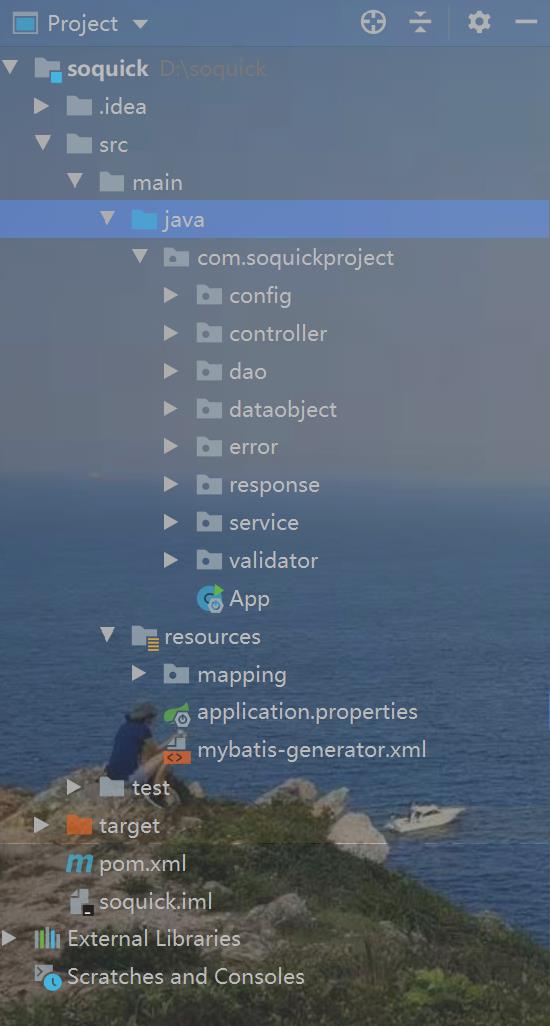 Project
soquick D:\soquick
.idea
src
main
java
com.soquickproject
config
controller
dao
dataobject
error
response
service
validator
App
resources
mapping
application.properties
mybatis-generator.xml
test
target
pom.xml
soquick.iml
External Libraries
Scratches and Consoles